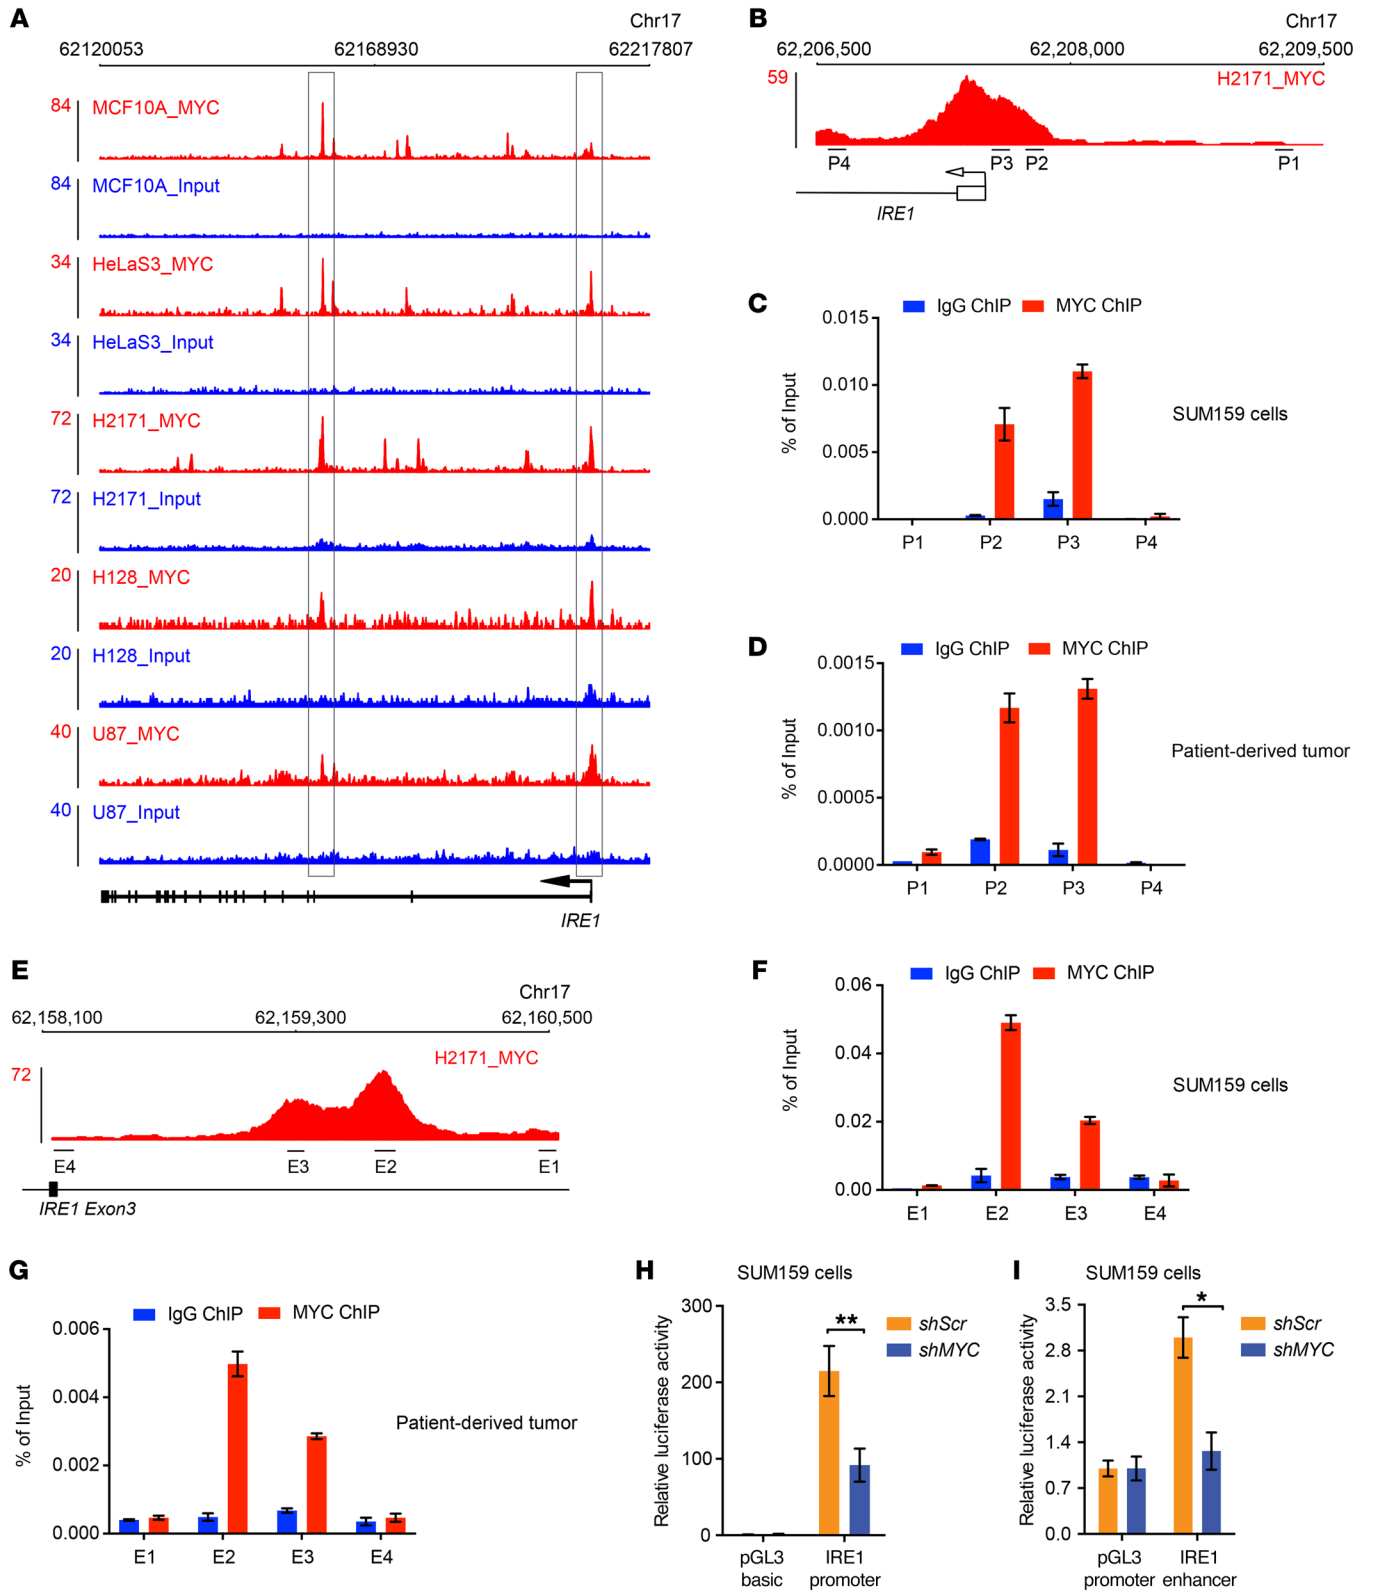 A
Chr17
62120053
62168930
62217807
84
MCF10A_MYC
84
MCF10A_Input
34
HeLaS3_MYC
34
HeLaS3_Input
72
H2171_MYC
72
H2171_Input
20
H128_MYC
20
H128_Input
40
U87_MYC
40
U87_Input
IRE1
B
Chr17
62,206,500
62,208,000
62,209,500
59
H2171_MYC
P4
P3
P2
P1
IRE1
C
IgG ChIP
MYC ChIP
0.015
0.010
0.005
0.000
% of Input
SUM159 cells
P1
P2
P3
P4
D
IgG ChIP
MYC ChIP
0.0015
0.0010
0.0005
0.0000
% of Input
Patient-derived tumor
P1
P2
P3
P4
E
Chr17
62,158,100
62,159,300
62,160,500
72
H2171_MYC
E4
E3
E2
E1
IRE1 Exon3
F
IgG ChIP
MYC ChIP
0.06
0.04
0.02
0.00
% of Input
SUM159 cells
E1
E2
E3
E4
G
IgG ChIP
MYC ChIP
0.006
0.004
0.002
0.000
% of Input
Patient-derived tumor
E1
E2
E3
E4
H
SUM159 cells
300
200
100
0
Relative luciferase activity
**
shScr
shMYC
pGL3
basic
IRE1
promoter
I
SUM159 cells
3.5
2.8
2.1
1.4
0.7
0.0
Relative luciferase activity
*
shScr
shMYC
pGL3
promoter
IRE1
enhancer